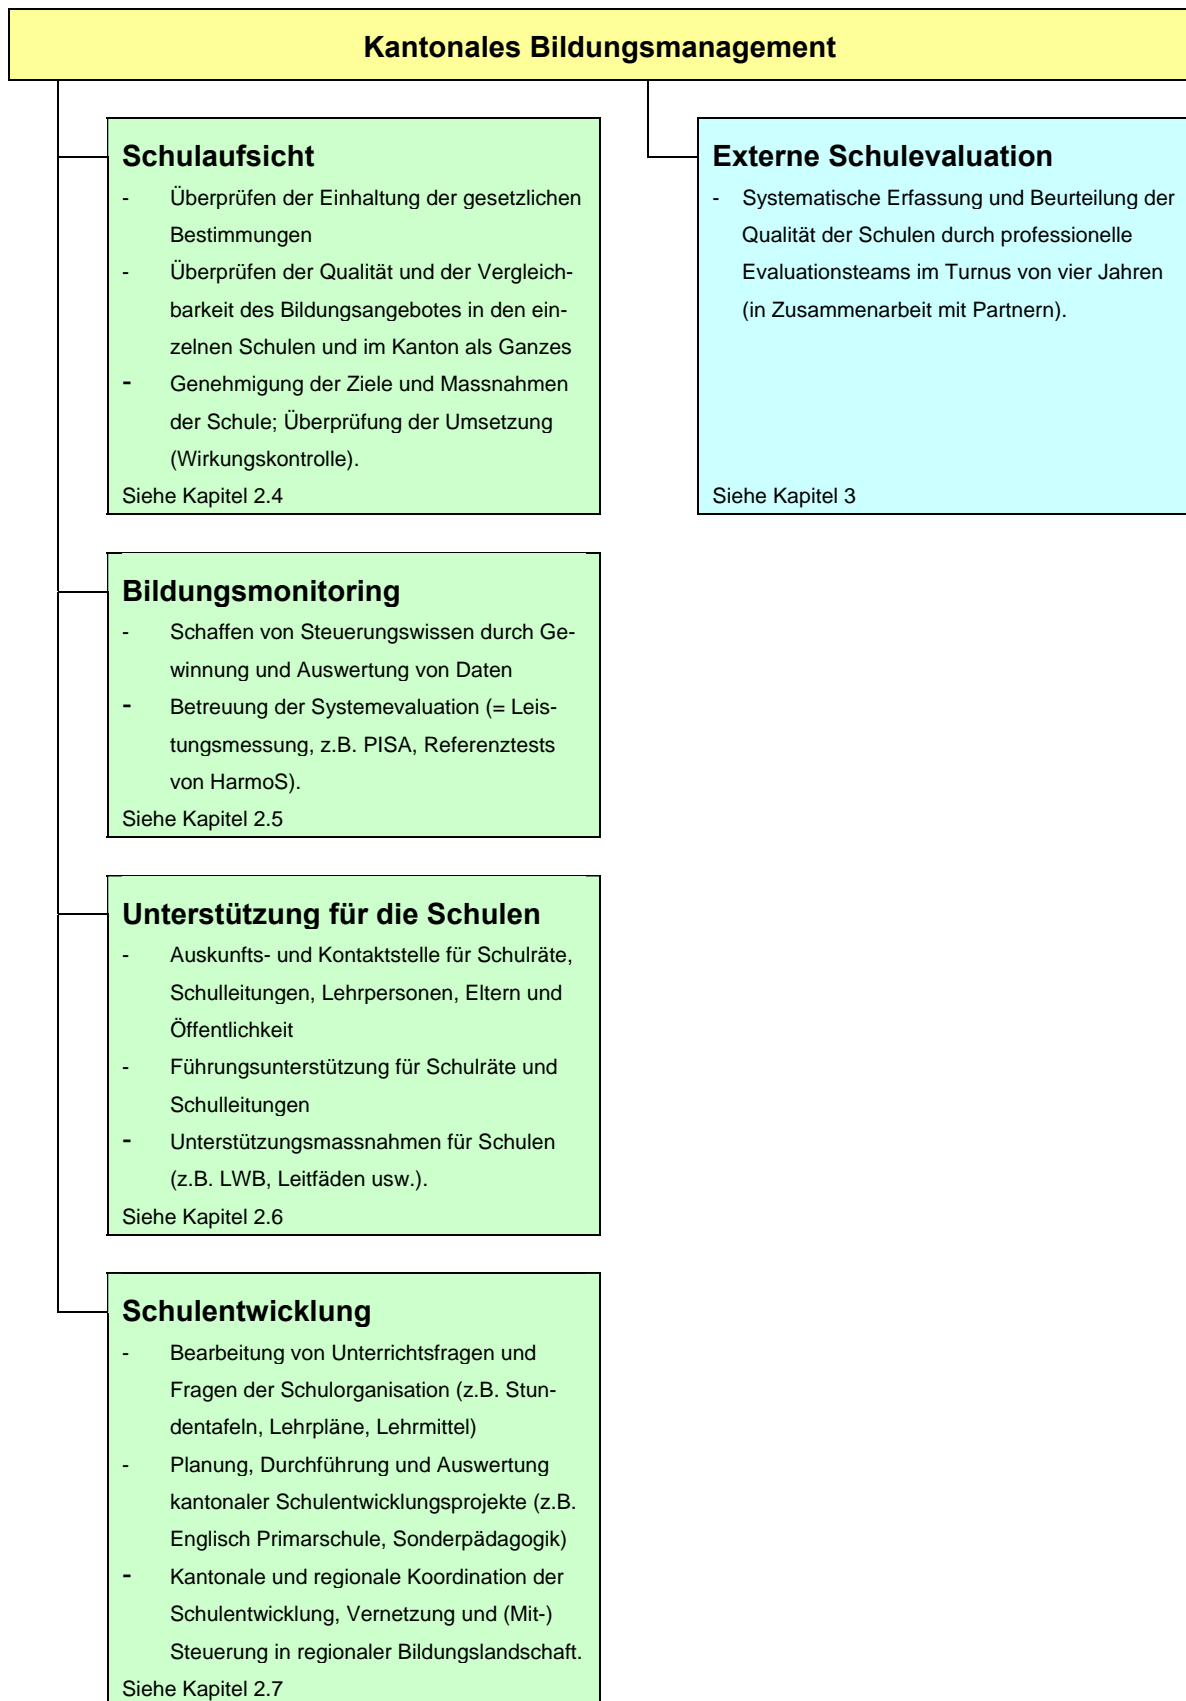 Kantonales Bildungsmanagement
Schulaufsicht
- Überprüfen der Einhaltung der gesetzlichen
Bestimmungen
- Überprüfen der Qualität und der Vergleich-
barkeit des Bildungsangebotes in den ein-
zelnen Schulen und im Kanton als Ganzes
- Genehmigung der Ziele und Massnahmen
der Schule; Überprüfung der Umsetzung
(Wirkungskontrolle).
Siehe Kapitel 2.4
Externe Schulevaluation
- Systematische Erfassung und Beurteilung der
Qualität der Schulen durch professionelle
Evaluationsteams im Turnus von vier Jahren
(in Zusammenarbeit mit Partnern).
Siehe Kapitel 3
Bildungsmonitoring
- Schaffen von Steuerungswissen durch Ge-
winnung und Auswertung von Daten
- Betreuung der Systemevaluation (= Leis-
tungsmessung, z.B. PISA, Referenztests
von HarmoS).
Siehe Kapitel 2.5
Unterstützung für die Schulen
- Auskunfts- und Kontaktstelle für Schulräte,
Schulleitungen, Lehrpersonen, Eltern und
Öffentlichkeit
- Führungsunterstützung für Schulräte und
Schulleitungen
- Unterstützungsmassnahmen für Schulen
(z.B. LWB, Leitfäden usw.).
Siehe Kapitel 2.6
Schulentwicklung
- Bearbeitung von Unterrichtsfragen und
Fragen der Schulorganisation (z.B. Stun-
dentafeln, Lehrpläne, Lehrmittel)
- Planung, Durchführung und Auswertung
kantonaler Schulentwicklungsprojekte (z.B.
Englisch Primarschule, Sonderpädagogik)
- Kantonale und regionale Koordination der
Schulentwicklung, Vernetzung und (Mit-)
Steuerung in regionaler Bildungslandschaft.
Siehe Kapitel 2.7